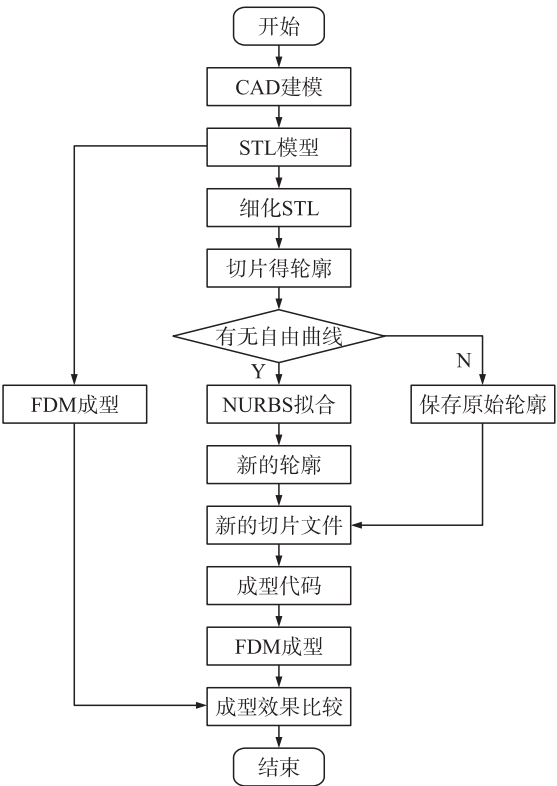 开始
CAD建模
STL模型
细化STL
切片得轮廓
有无自由曲线
Y
N
FDM成型
NURBS拟合
保存原始轮廓
新的轮廓
新的切片文件
成型代码
FDM成型
成型效果比较
结束